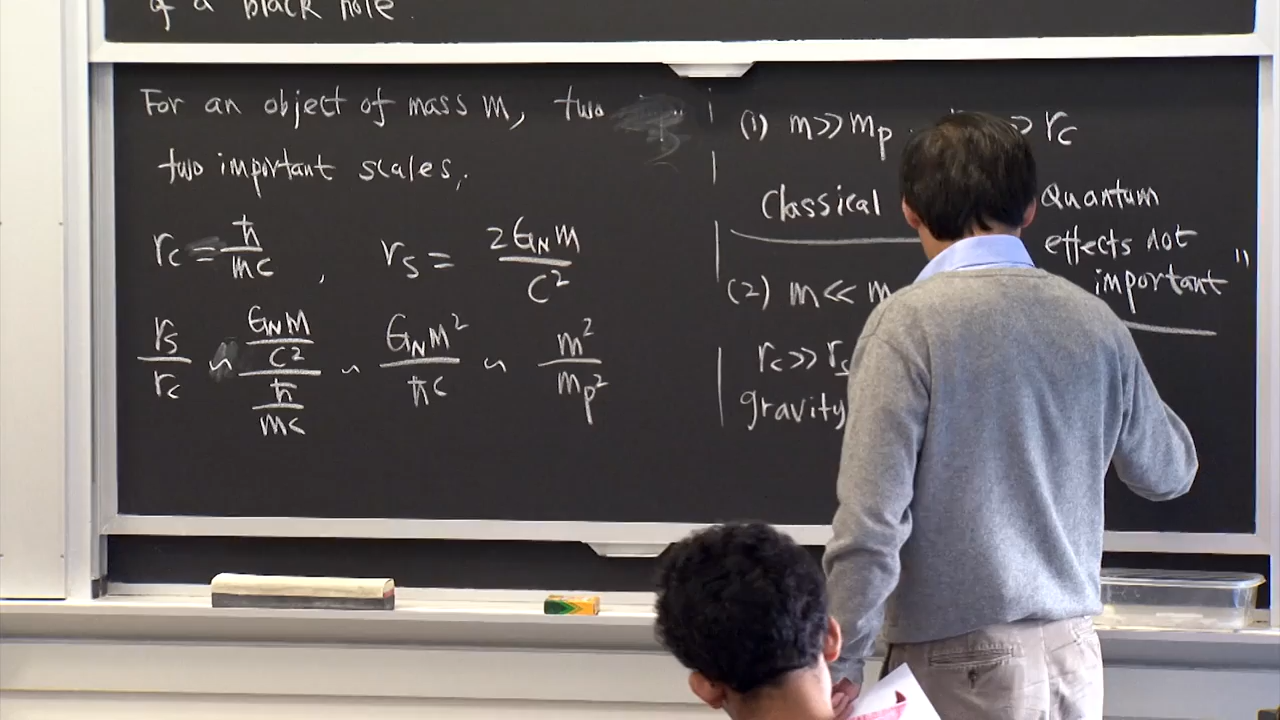 of a black hole.
For an object of mass m, two
two important scales,
r_c = ħ/mc , r_s = 2G_N m/c²
r_s/r_c ~ (G_N m/c²)/(ħ/mc) ~ G_N m²/ħc ~ m²/m_p²
(1) m ≫ m_p r_c
Classical Quantum
effects not
important"
(2) m ≪ m
r_c ≫ r_s
gravity